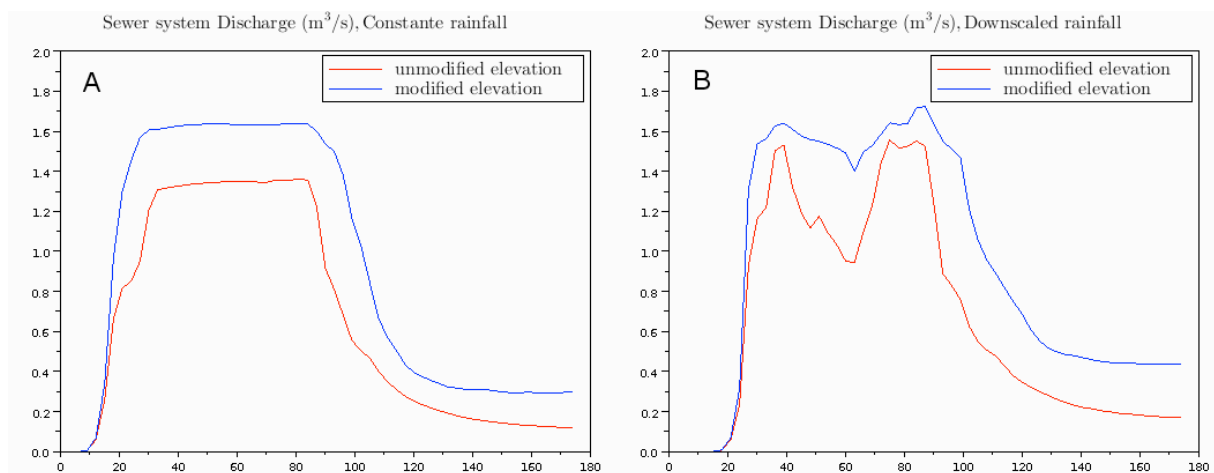 Sewer system Discharge (m³/s), Constante rainfall
2.0
A
unmodified elevation
modified elevation
1.8
1.6
1.4
1.2
1.0
0.8
0.6
0.4
0.2
0.0
0 20 40 60 80 100 120 140 160 180
Sewer system Discharge (m³/s), Downscaled rainfall
2.0
B
unmodified elevation
modified elevation
1.8
1.6
1.4
1.2
1.0
0.8
0.6
0.4
0.2
0.0
0 20 40 60 80 100 120 140 160 180